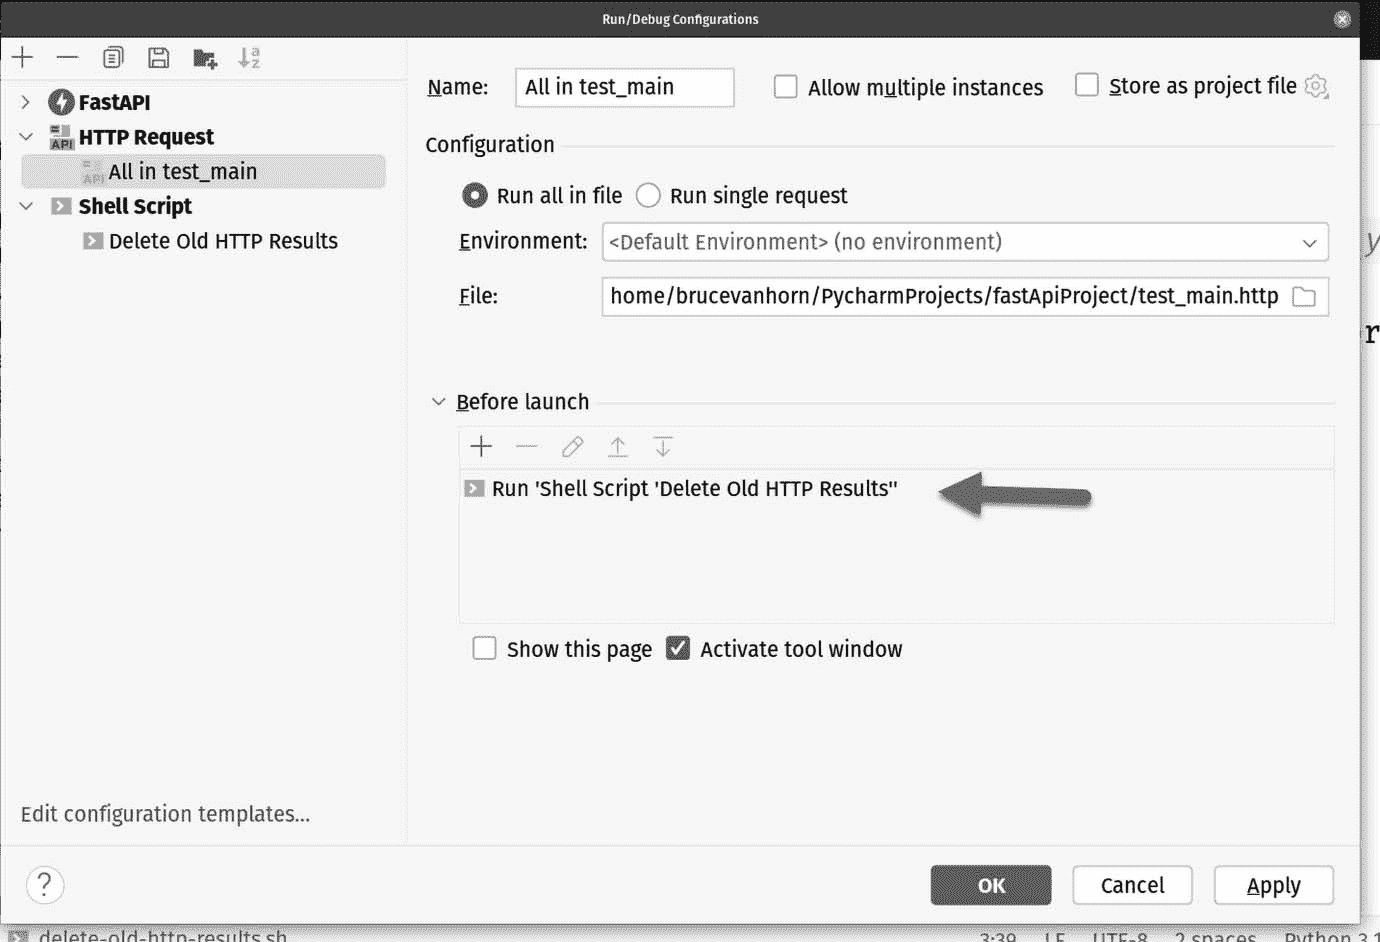 Run/Debug Configurations
FastAPI
API HTTP Request
API All in test_main
Shell Script
Delete Old HTTP Results
Edit configuration templates...
Name: All in test_main Allow multiple instances Store as project file
Configuration
Run all in file Run single request
Environment: <Default Environment> (no environment)
File: home/brucevanhorn/PycharmProjects/fastApiProject/test_main.http
Before launch
Run 'Shell Script 'Delete Old HTTP Results''
Show this page Activate tool window
? OK Cancel Apply
delete-old-http-results.sh 3:39 LF UTF-8 2 spaces Python 3.1